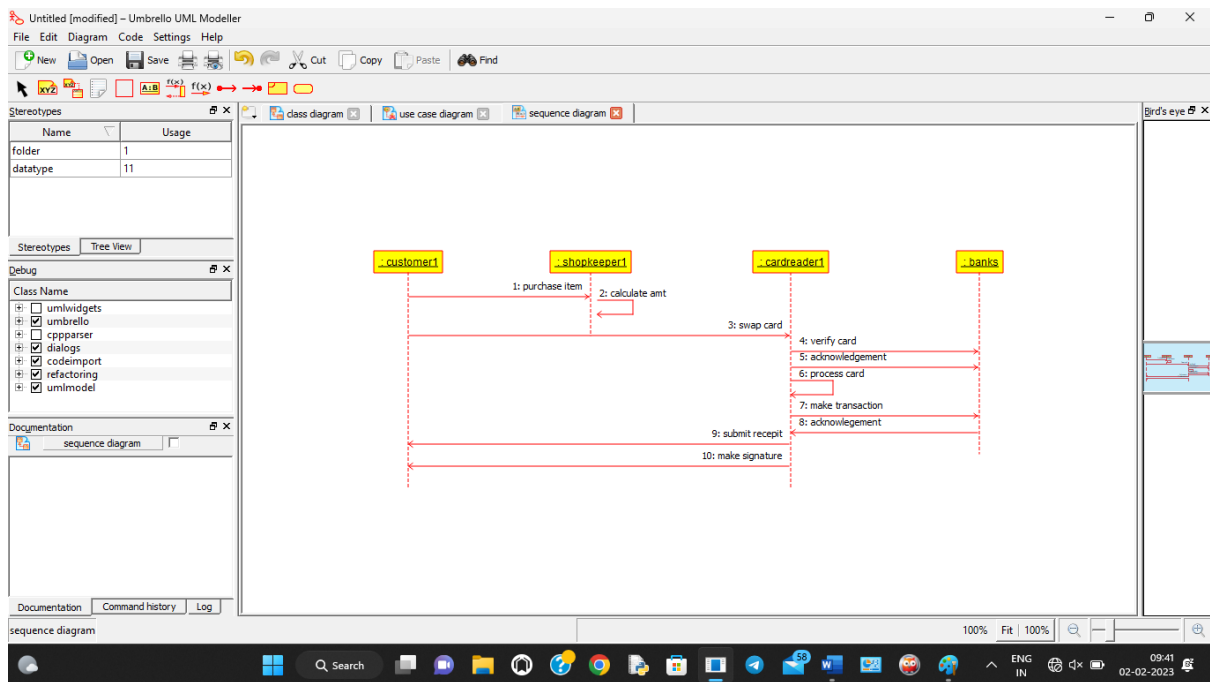 Untitled [modified] – Umbrello UML Modeller
File Edit Diagram Code Settings Help
New Open Save Cut Copy Paste Find
XYZ XYZ A:B f(x) f(x)
Stereotypes
class diagram use case diagram sequence diagram
Bird's eye
Name Usage
folder 1
datatype 11
Stereotypes Tree View
Debug
Class Name
umlwidgets
umbrello
cppparser
dialogs
codeimport
refactoring
umlmodel
Documentation
sequence diagram
Documentation Command history Log
: customer1 : shopkeeper1 : cardreader1 : banks
1: purchase item
2: calculate amt
3: swap card
4: verify card
5: acknowledgement
6: process card
7: make transaction
8: adknowlegement
9: submit recepit
10: make signature
sequence diagram
100% Fit 100%
Search
58
ENG
IN
09:41
02-02-2023